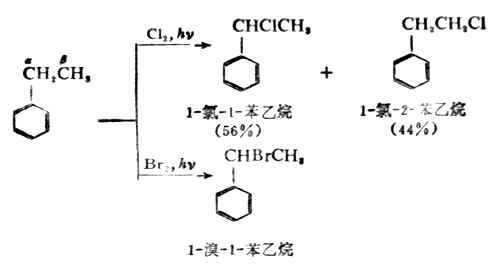 Cl₂, hν
CHClCH₃
CH₂CH₃Cl
α β
CH₂CH₃
+
1-氯-1-苯乙烷
(56%)
1-氯-2-苯乙烷
(44%)
Br₂, hν
CHBrCH₃
1-溴-1-苯乙烷